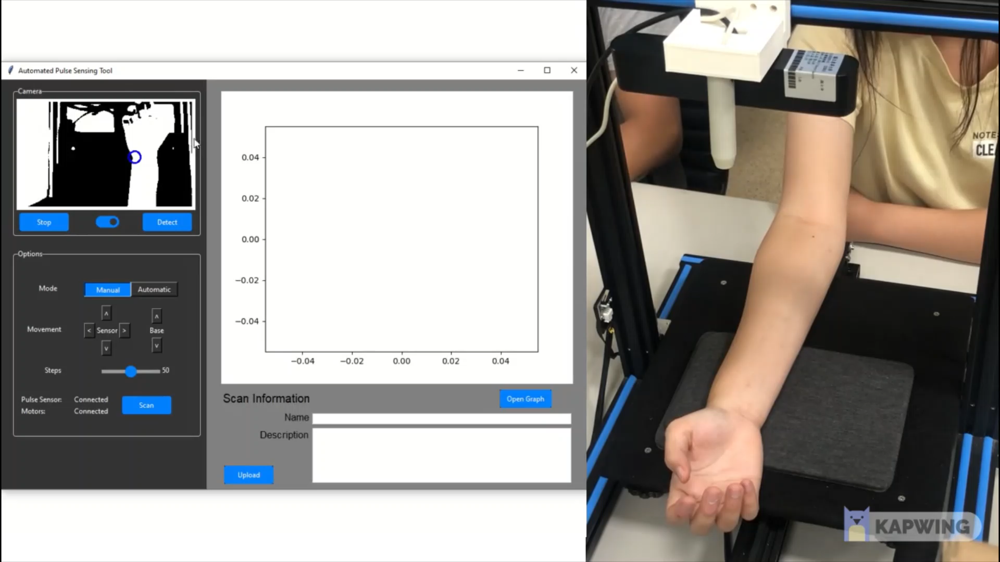 Automated Pulse Sensing Tool
Camera
Stop
Detect
Options
Mode
Manual
Automatic
Movement
^
< Sensor >
v
^
Base
v
Steps
50
Pulse Sensor: Connected
Motors: Connected
Scan
0.04
0.02
0.00
−0.02
−0.04
−0.04 −0.02 0.00 0.02 0.04
Scan Information
Open Graph
Name
Description
Upload
NOTE
CLE
KAPWING